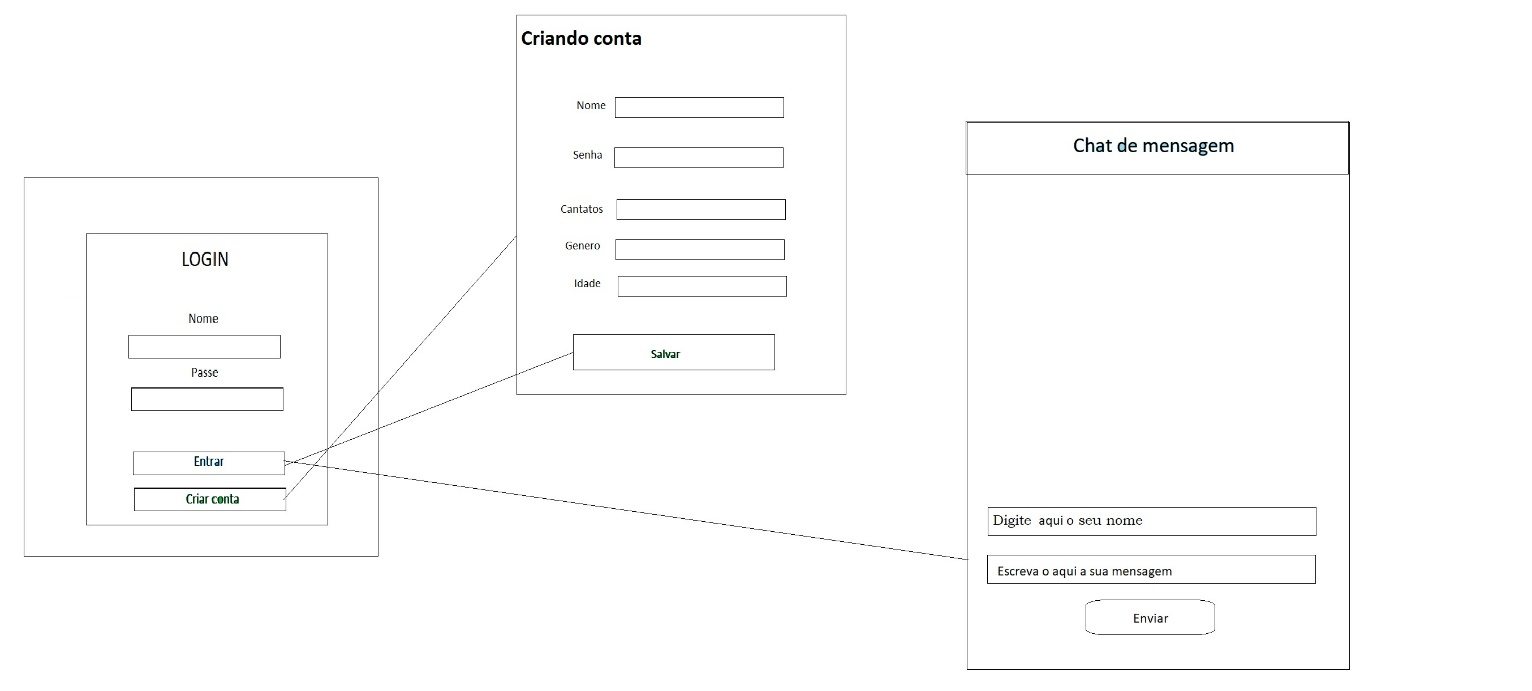 LOGIN
Nome
Passe
Entrar
Criar conta
Criando conta
Nome
Senha
Cantatos
Genero
Idade
Salvar
Chat de mensagem
Digite aqui o seu nome
Escreva o aqui a sua mensagem
Enviar